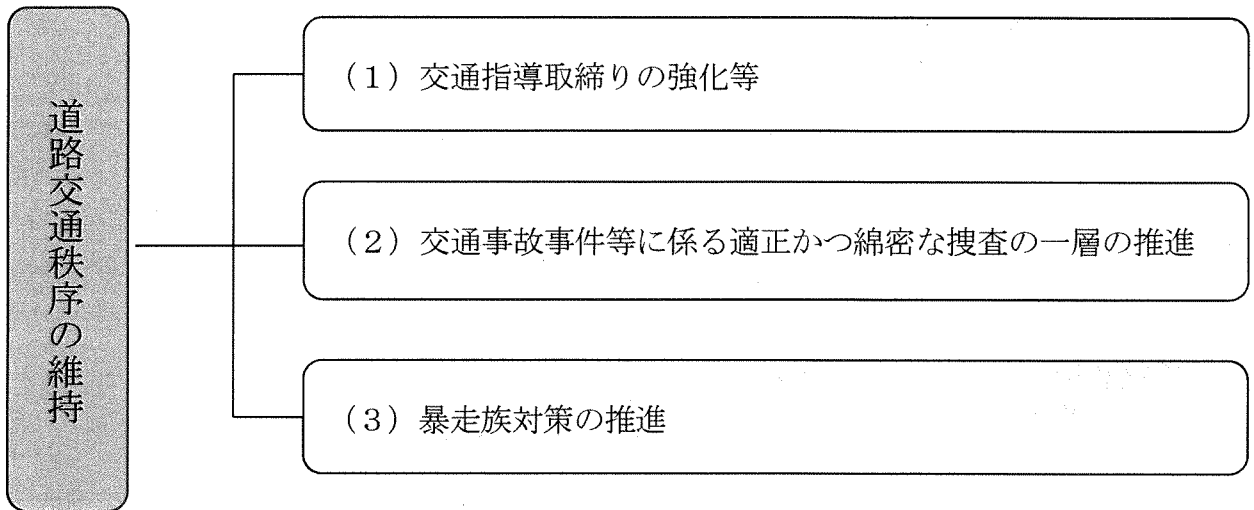 道路交通秩序の維持
（１）交通指導取締りの強化等
（２）交通事故事件等に係る適正かつ綿密な捜査の一層の推進
（３）暴走族対策の推進